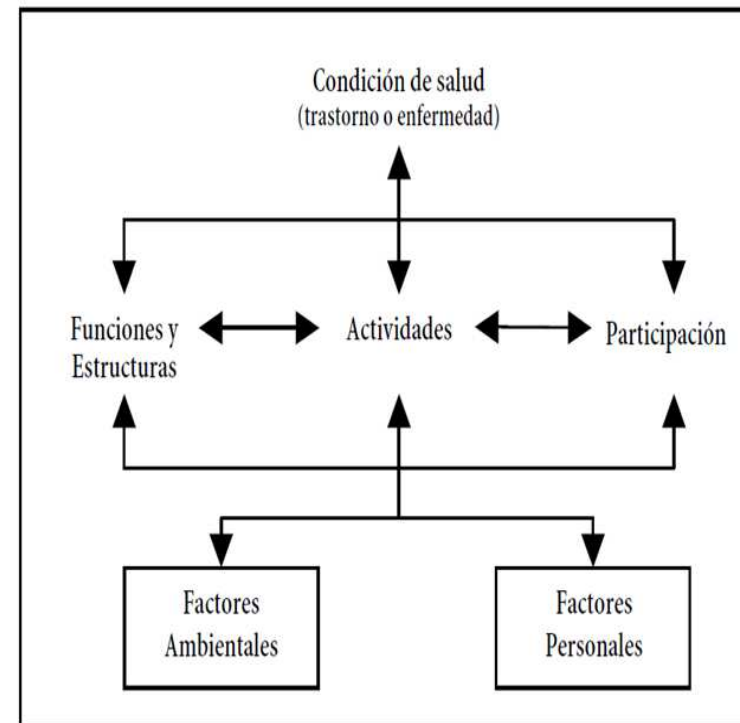 Condición de salud
(trastorno o enfermedad)
Funciones y
Estructuras
Actividades
Participación
Factores
Ambientales
Factores
Personales